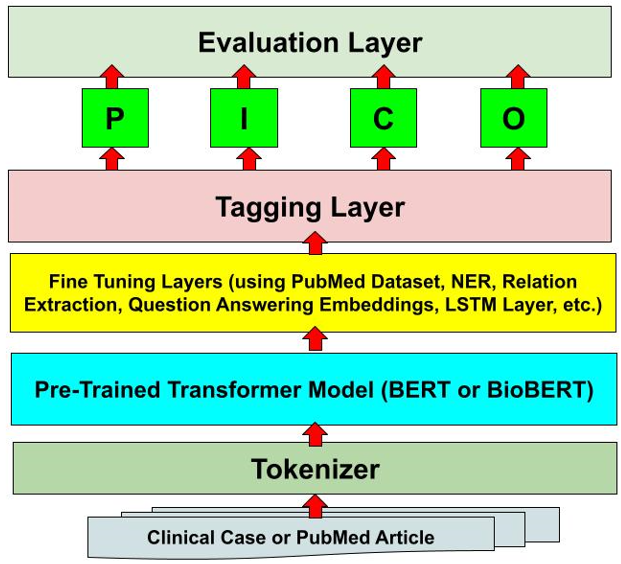 Evaluation Layer
P I C O
Tagging Layer
Fine Tuning Layers (using PubMed Dataset, NER, Relation
Extraction, Question Answering Embeddings, LSTM Layer, etc.)
Pre-Trained Transformer Model (BERT or BioBERT)
Tokenizer
Clinical Case or PubMed Article